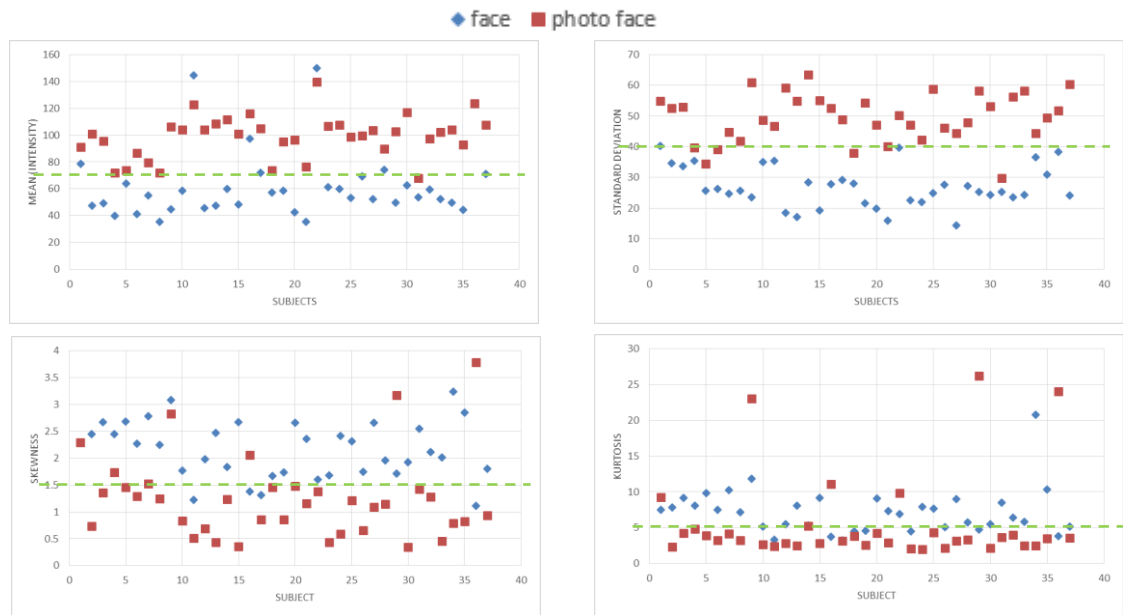 face photo face
160
140
120
100
80
60
40
20
0
0 5 10 15 20 25 30 35 40
MEAN (INTENSITY)
SUBJECTS
70
60
50
40
30
20
10
0
0 5 10 15 20 25 30 35 40
STANDARD DEVIATION
SUBJECTS
4
3.5
3
2.5
2
1.5
1
0.5
0
0 5 10 15 20 25 30 35 40
SKEWNESS
SUBJECT
30
25
20
15
10
5
0
0 5 10 15 20 25 30 35 40
KURTOSIS
SUBJECT